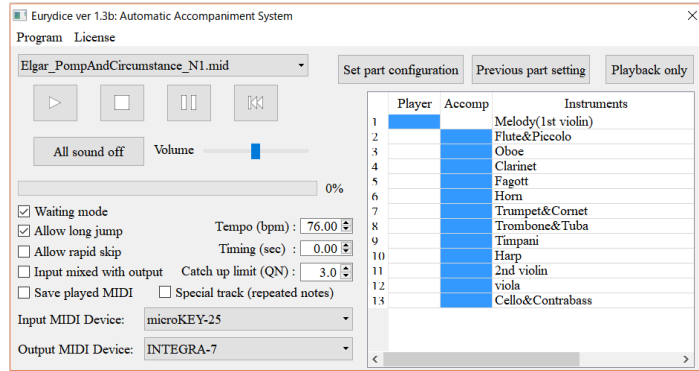 Eurydice ver 1.3b: Automatic Accompaniment System
Program License
Elgar_PompAndCircumstance_N1.mid
Set part configuration Previous part setting Playback only
All sound off Volume
0%
Waiting mode
Allow long jump Tempo (bpm) : 76.00
Allow rapid skip Timing (sec) : 0.00
Input mixed with output Catch up limit (QN) : 3.0
Save played MIDI Special track (repeated notes)
Input MIDI Device: microKEY-25
Output MIDI Device: INTEGRA-7
Player Accomp Instruments
1 Melody(1st violin)
2 Flute&Piccolo
3 Oboe
4 Clarinet
5 Fagott
6 Horn
7 Trumpet&Cornet
8 Trombone&Tuba
9 Timpani
10 Harp
11 2nd violin
12 viola
13 Cello&Contrabass